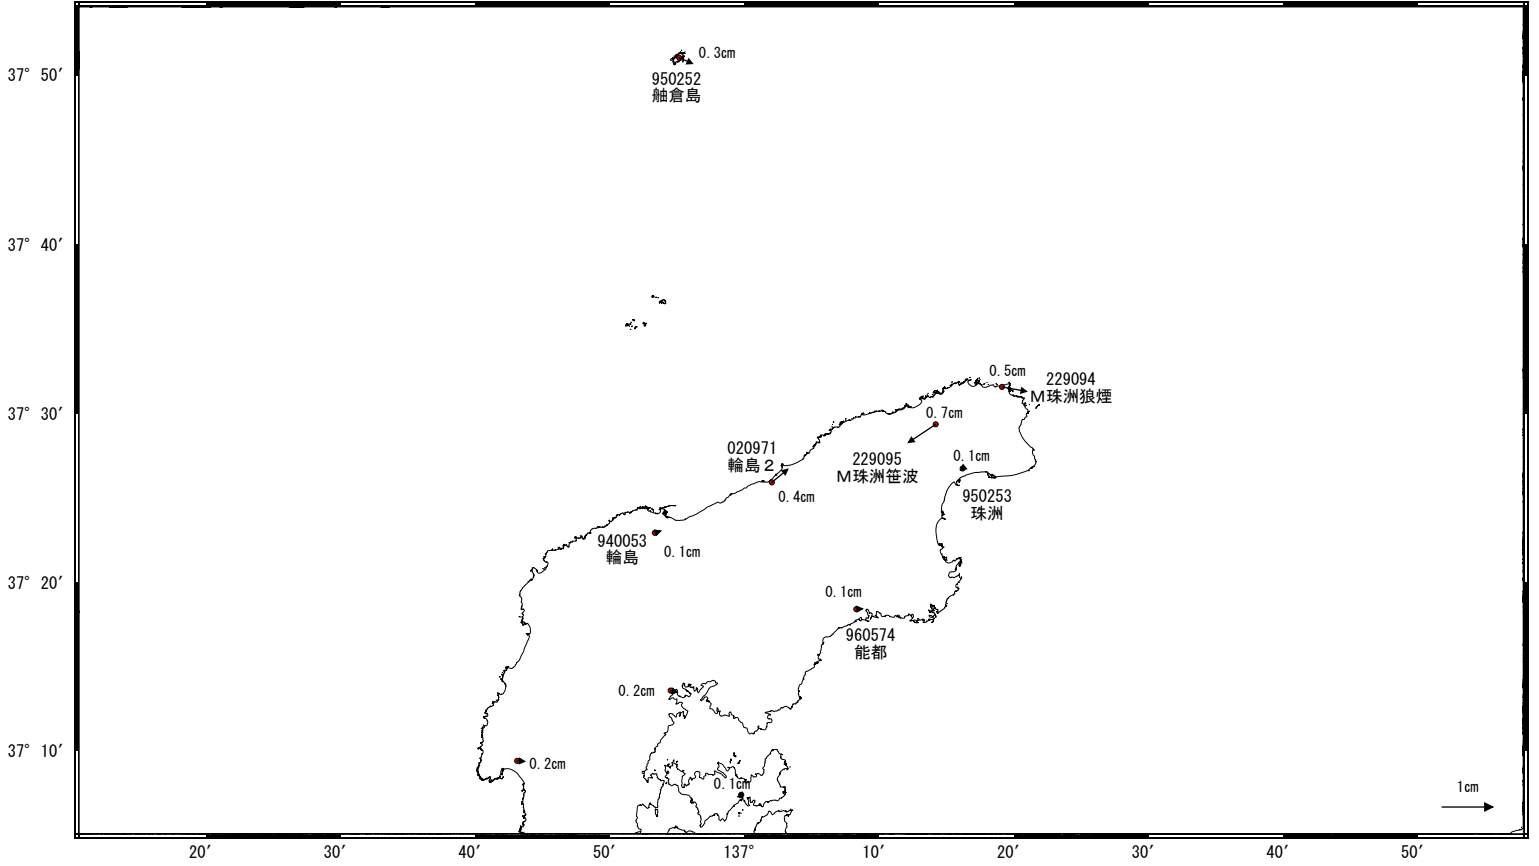 0.3cm
37° 50′
950252
舳倉島
37° 40′
0.5cm
229094
M珠洲狼煙
37° 30′
0.7cm
020971
輪島２
229095
M珠洲笹波
0.1cm
950253
珠洲
0.4cm
940053
輪島
0.1cm
37° 20′
0.1cm
960574
能都
0.2cm
37° 10′
0.2cm
0.1cm
1cm
20′
30′
40′
50′
137°
10′
20′
30′
40′
50′